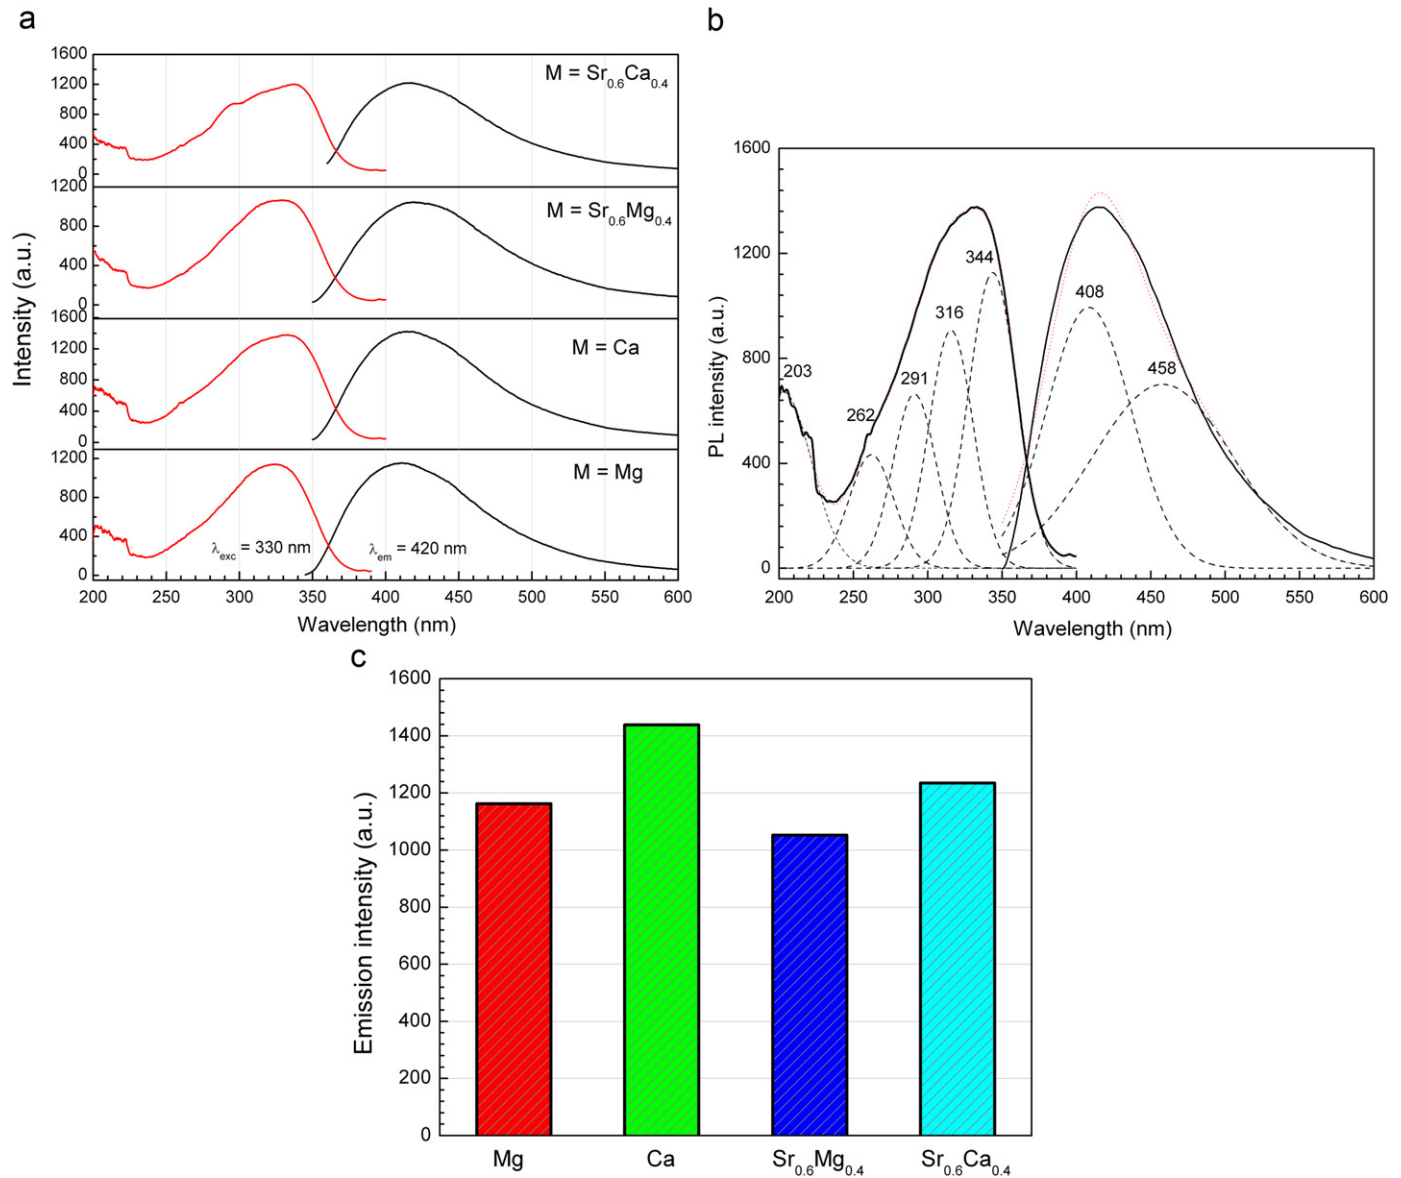 a
Intensity (a.u.)
1600
1200
800
400
0
M = Sr0.6Ca0.4
1200
800
400
0
M = Sr0.6Mg0.4
1600
1200
800
400
0
M = Ca
1200
800
400
0
M = Mg
λexc = 330 nm
λem = 420 nm
200 250 300 350 400 450 500 550 600
Wavelength (nm)
b
PL intensity (a.u.)
1600
1200
800
400
0
203
262
291
316
344
408
458
200 250 300 350 400 450 500 550 600
Wavelength (nm)
c
Emission intensity (a.u.)
1600
1400
1200
1000
800
600
400
200
0
Mg Ca Sr0.6Mg0.4 Sr0.6Ca0.4